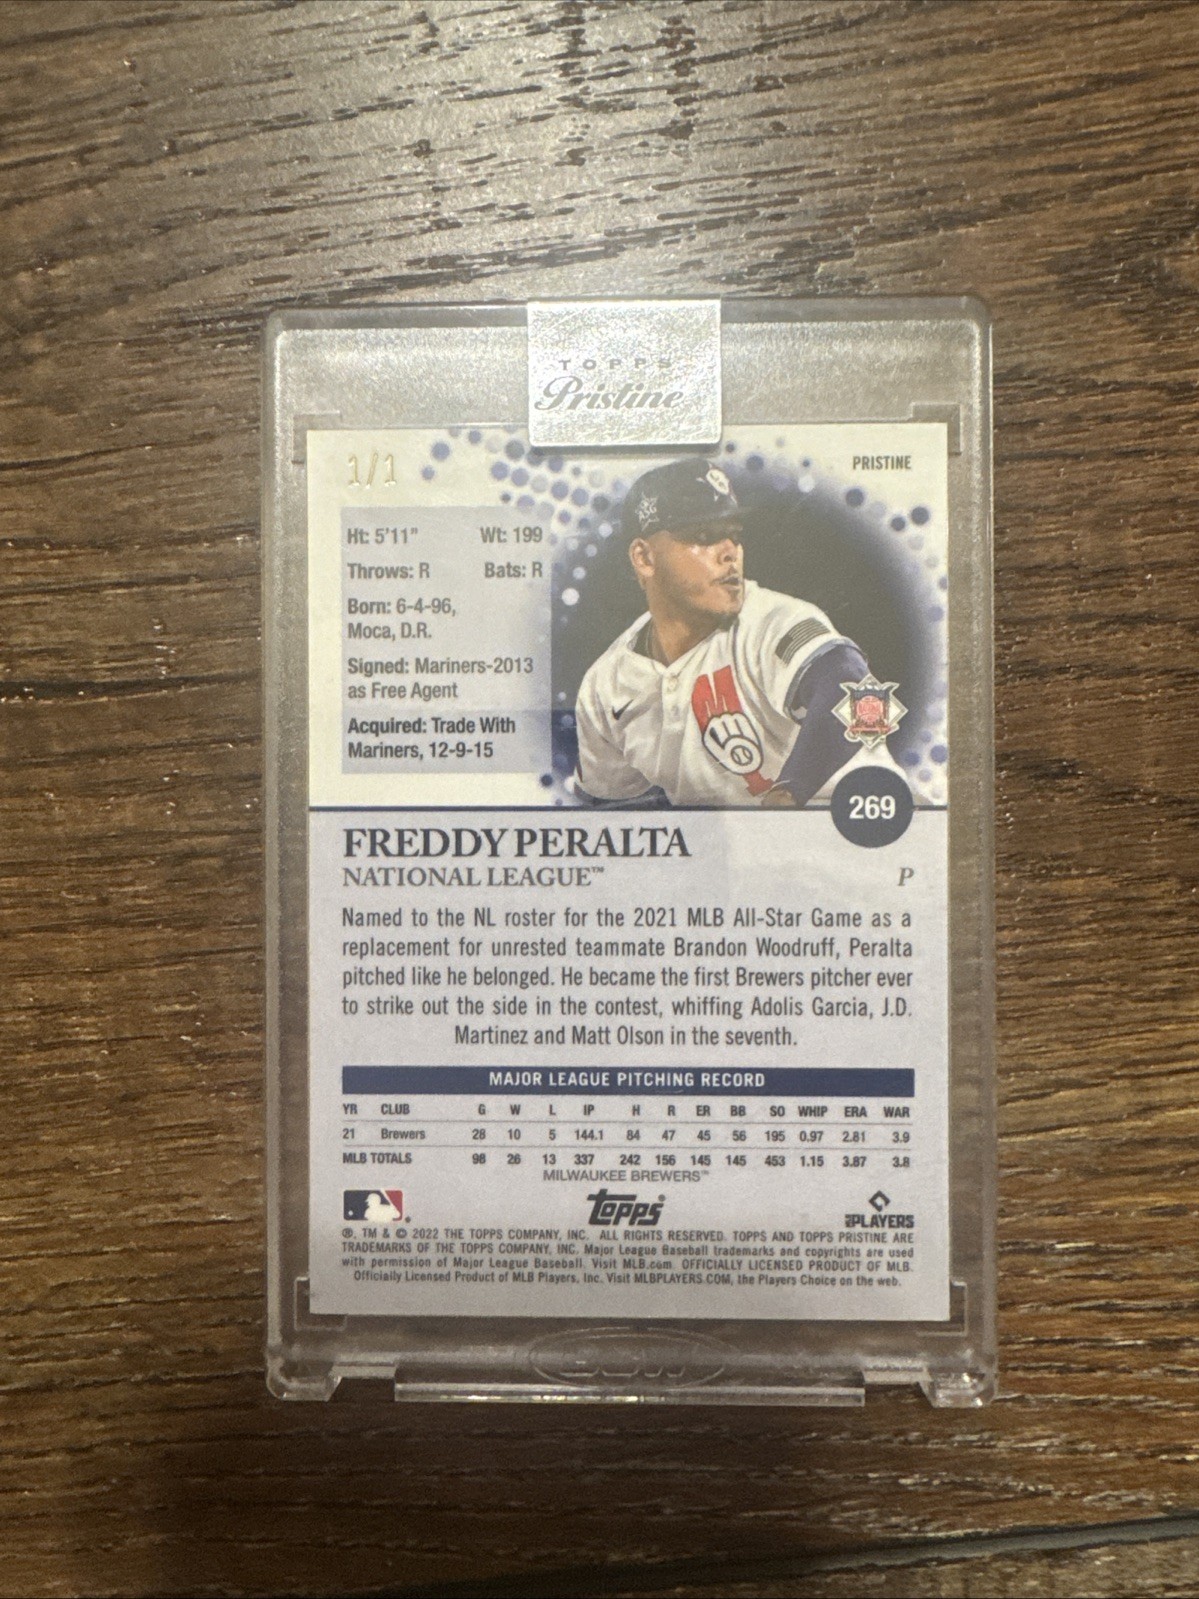 TOPPS
Pristine
1/1
PRISTINE
Ht: 5'11" Wt: 199
Throws: R Bats: R
Born: 6-4-96,
Moca, D.R.
Signed: Mariners-2013
as Free Agent
Acquired: Trade With
Mariners, 12-9-15
269
FREDDY PERALTA
NATIONAL LEAGUE™
P
Named to the NL roster for the 2021 MLB All-Star Game as a
replacement for unrested teammate Brandon Woodruff, Peralta
pitched like he belonged. He became the first Brewers pitcher ever
to strike out the side in the contest, whiffing Adolis Garcia, J.D.
Martinez and Matt Olson in the seventh.
MAJOR LEAGUE PITCHING RECORD
YR CLUB G W L IP H R ER BB SO WHIP ERA WAR
21 Brewers 28 10 5 144.1 84 47 45 56 195 0.97 2.81 3.9
MLB TOTALS 98 26 13 337 242 156 145 145 453 1.15 3.87 3.8
MILWAUKEE BREWERS™
topps
PLAYERS
®, TM & © 2022 THE TOPPS COMPANY, INC. ALL RIGHTS RESERVED. TOPPS AND TOPPS PRISTINE ARE
TRADEMARKS OF THE TOPPS COMPANY, INC. Major League Baseball trademarks and copyrights are used
with permission of Major League Baseball. Visit MLB.com. OFFICIALLY LICENSED PRODUCT OF MLB.
Officially Licensed Product of MLB Players, Inc. Visit MLBPLAYERS.COM, the Players Choice on the web.